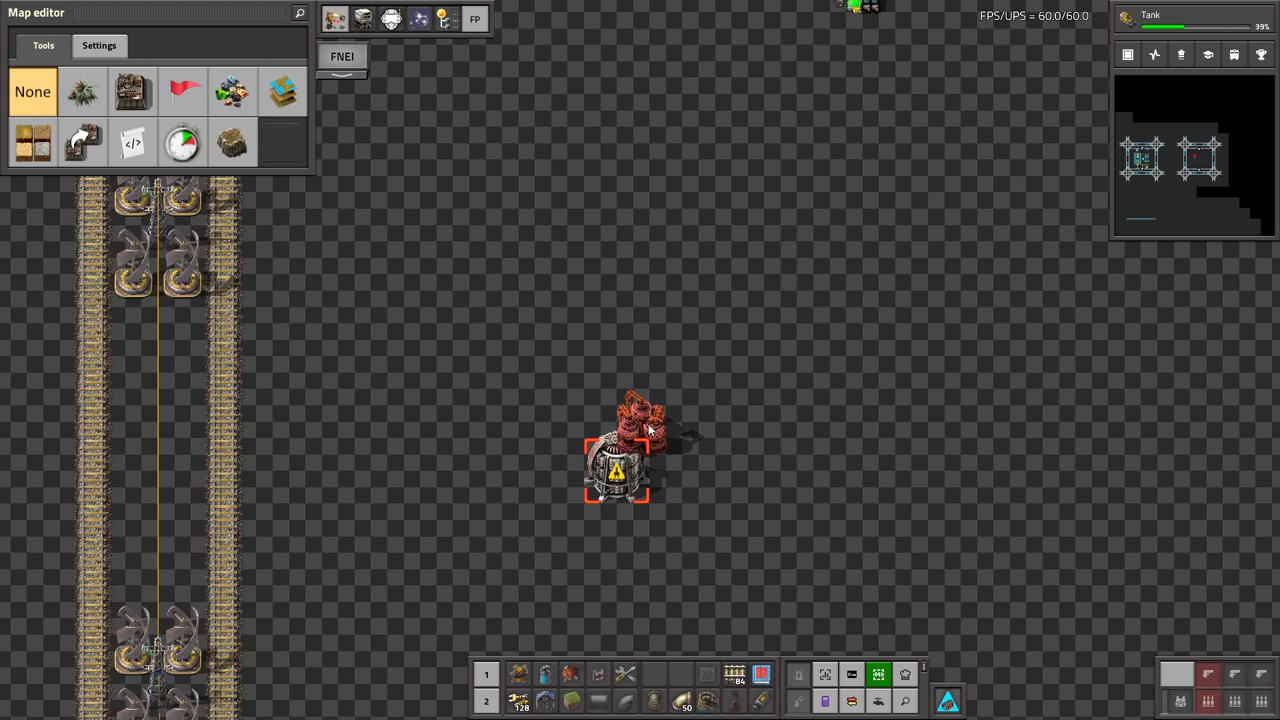 Map editor
Tools
Settings
None
</>
FP
FNEI
FPS/UPS = 60.0/60.0
Tank
39%
1
84
2
128
50